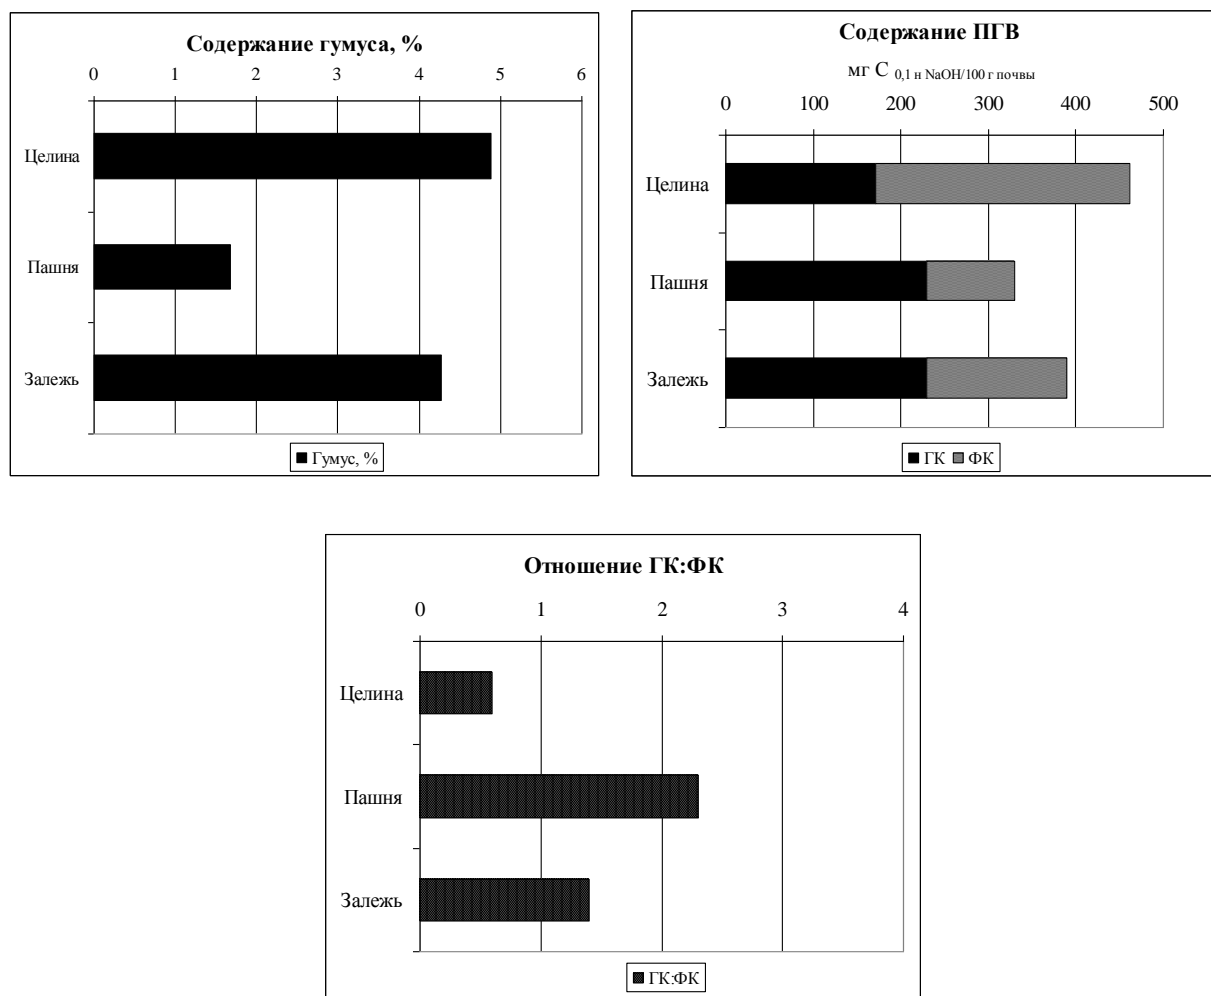 Содержание гумуса, %
0 1 2 3 4 5 6
Целина
Пашня
Залежь
Гумус, %
Содержание ПГВ
мг С 0,1 н NaOH/100 г почвы
0 100 200 300 400 500
Целина
Пашня
Залежь
ГК ФК
Отношение ГК:ФК
0 1 2 3 4
Целина
Пашня
Залежь
ГК:ФК